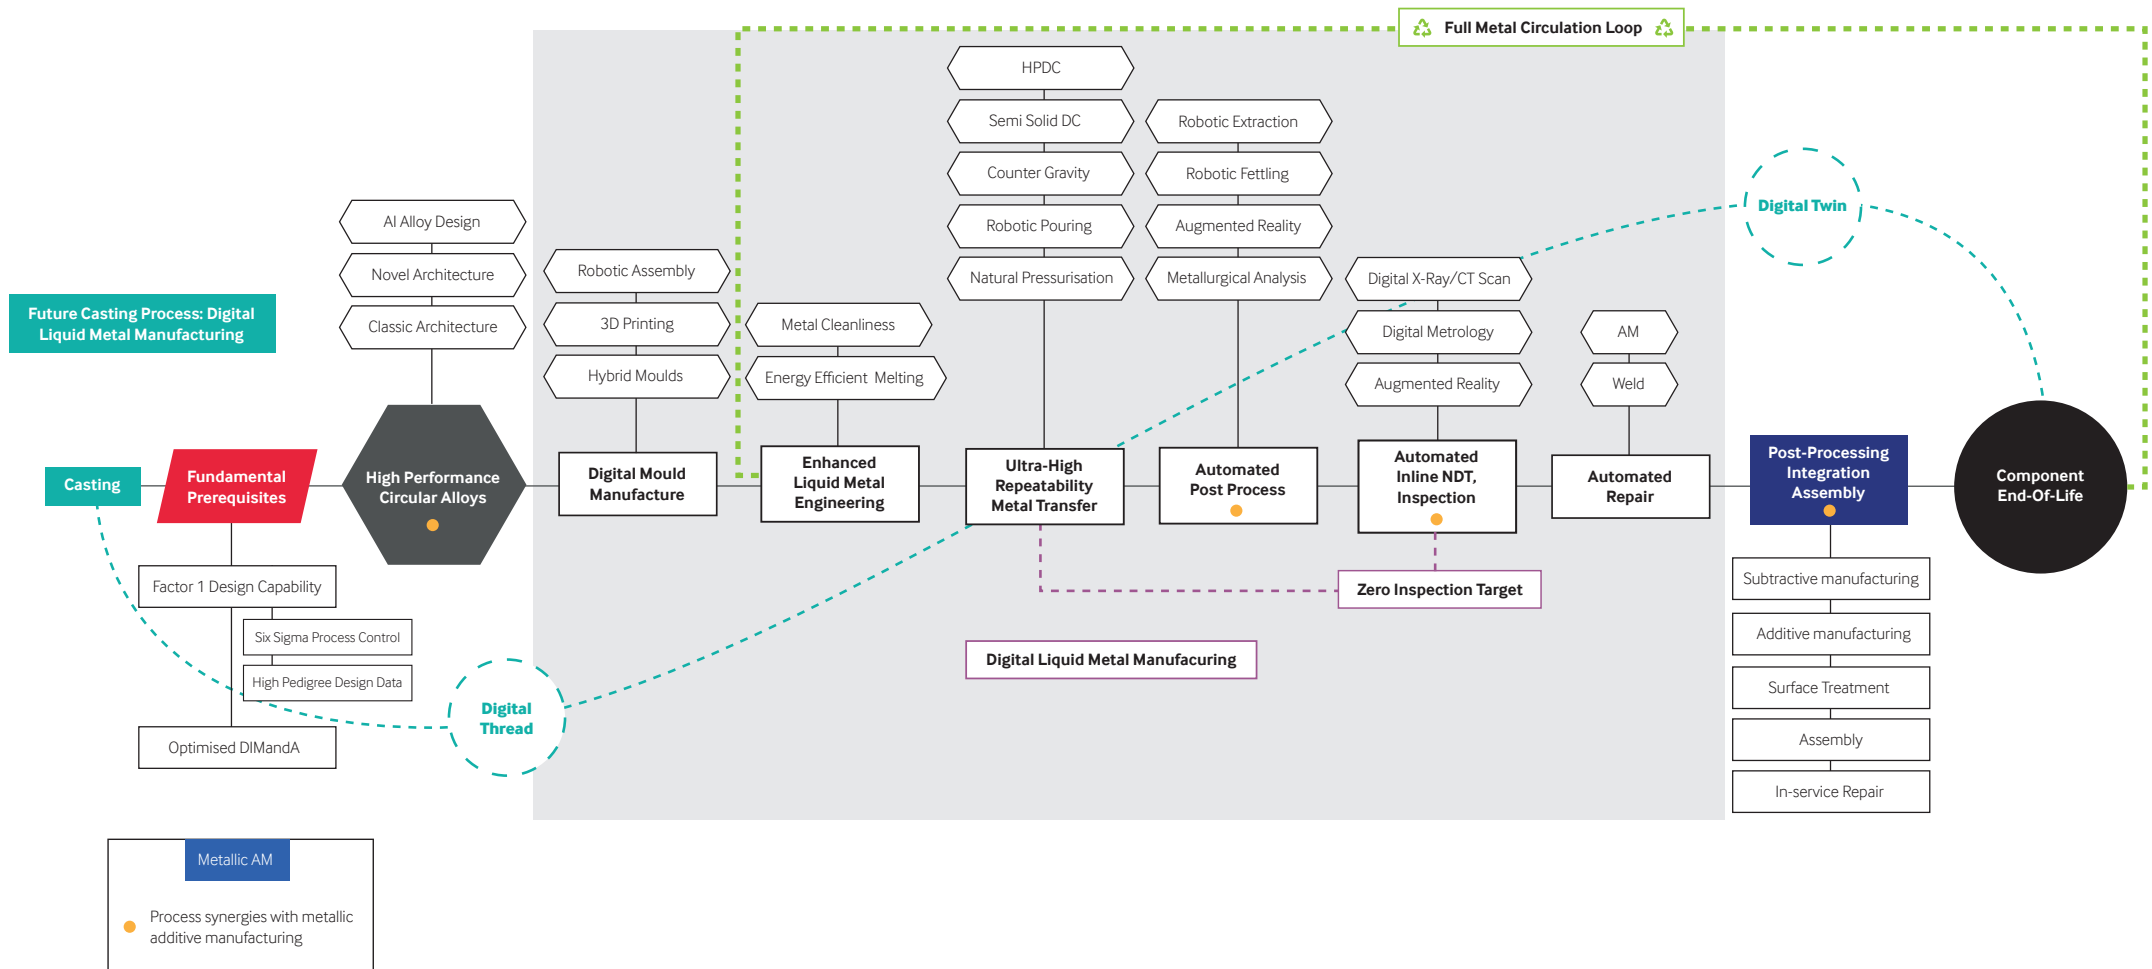 Full Metal Circulation Loop
HPDC
Semi Solid DC
Counter Gravity
Robotic Pouring
Natural Pressurisation
Robotic Extraction
Robotic Fettling
Augmented Reality
Metallurgical Analysis
Digital Twin
AI Alloy Design
Novel Architecture
Classic Architecture
Robotic Assembly
3D Printing
Hybrid Moulds
Metal Cleanliness
Energy Efficient Melting
Digital X-Ray/CT Scan
Digital Metrology
Augmented Reality
AM
Weld
Future Casting Process: Digital
Liquid Metal Manufacturing
Casting
Fundamental
Prerequisites
High Performance
Circular Alloys
Digital Mould
Manufacture
Enhanced
Liquid Metal
Engineering
Ultra-High
Repeatability
Metal Transfer
Automated
Post Process
Automated
Inline NDT,
Inspection
Automated
Repair
Post-Processing
Integration
Assembly
Component
End-Of-Life
Factor 1 Design Capability
Six Sigma Process Control
High Pedigree Design Data
Optimised DIMandA
Digital
Thread
Zero Inspection Target
Digital Liquid Metal Manufacuring
Subtractive manufacturing
Additive manufacturing
Surface Treatment
Assembly
In-service Repair
Metallic AM
Process synergies with metallic
additive manufacturing